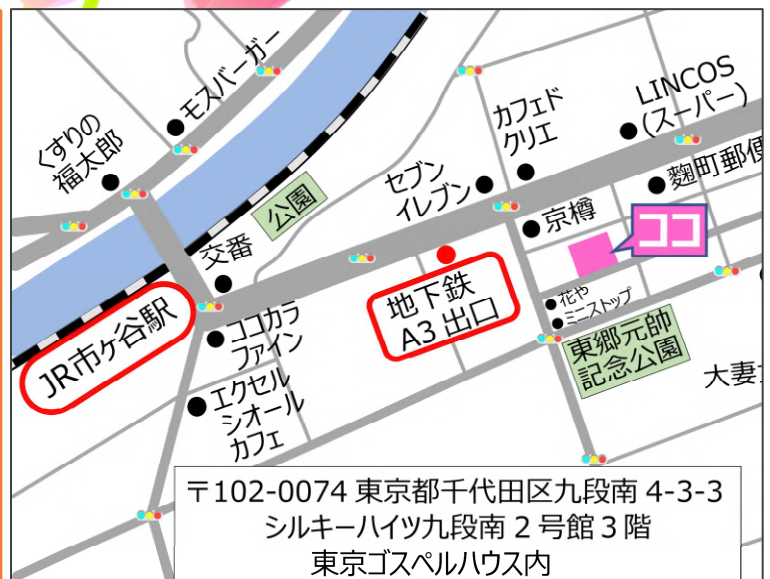 モスバーガー
くすりの
福太郎
LINCOS
(スーパー)
カフェド
クリエ
セブン
イレブン
公園
麴町郵便
京樽
ココ
交番
地下鉄
A3 出口
JR市ヶ谷駅
ココカラ
ファイン
花や
ミニストップ
東郷元帥
記念公園
大妻
エクセル
シオール
カフェ
〒102-0074 東京都千代田区九段南 4-3-3
シルキーハイツ九段南 2 号館 3 階
東京ゴスペルハウス内